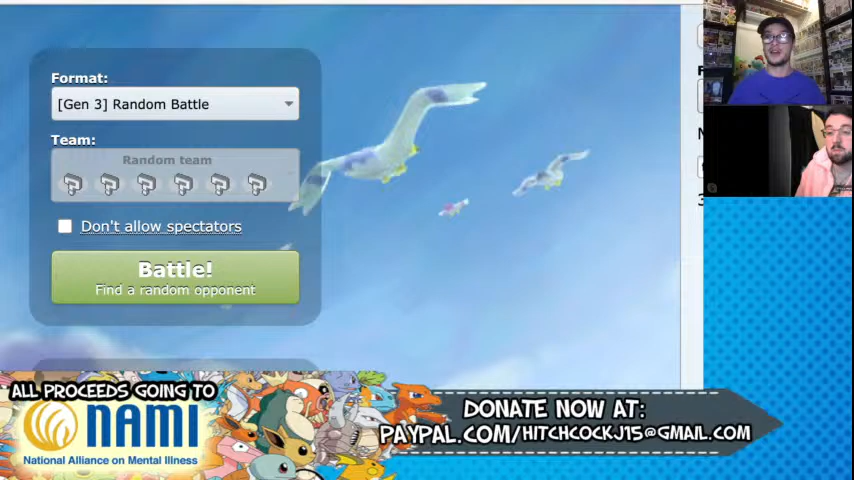 Format:
[Gen 3] Random Battle
Team:
Random team
Don't allow spectators
Battle!
Find a random opponent
ALL PROCEEDS GOING TO
NAMI
National Alliance on Mental Illness
DONATE NOW AT:
PAYPAL.COM/HITCHCOCKJ15@GMAIL.COM